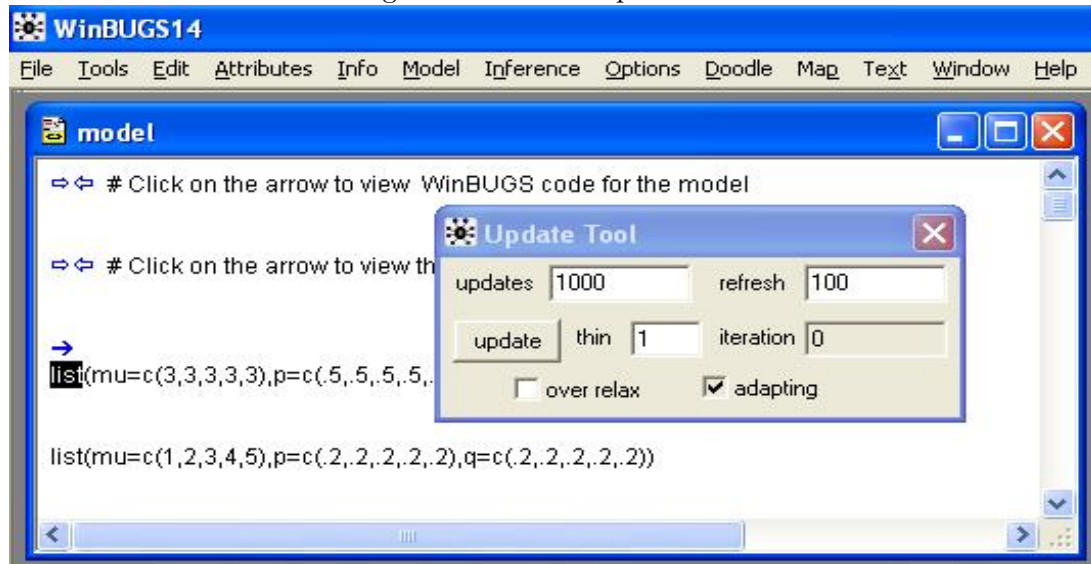 WinBUGS14
File Tools Edit Attributes Info Model Inference Options Doodle Map Text Window Help
model
⇨⇦ # Click on the arrow to view WinBUGS code for the model
Update Tool
⇨⇦ # Click on the arrow to view th
updates 1000 refresh 100
update thin 1 iteration 0
over relax adapting
➔
list(mu=c(3,3,3,3,3),p=c(.5,.5,.5,.5,.
list(mu=c(1,2,3,4,5),p=c(.2,.2,.2,.2,.2),q=c(.2,.2,.2,.2,.2))